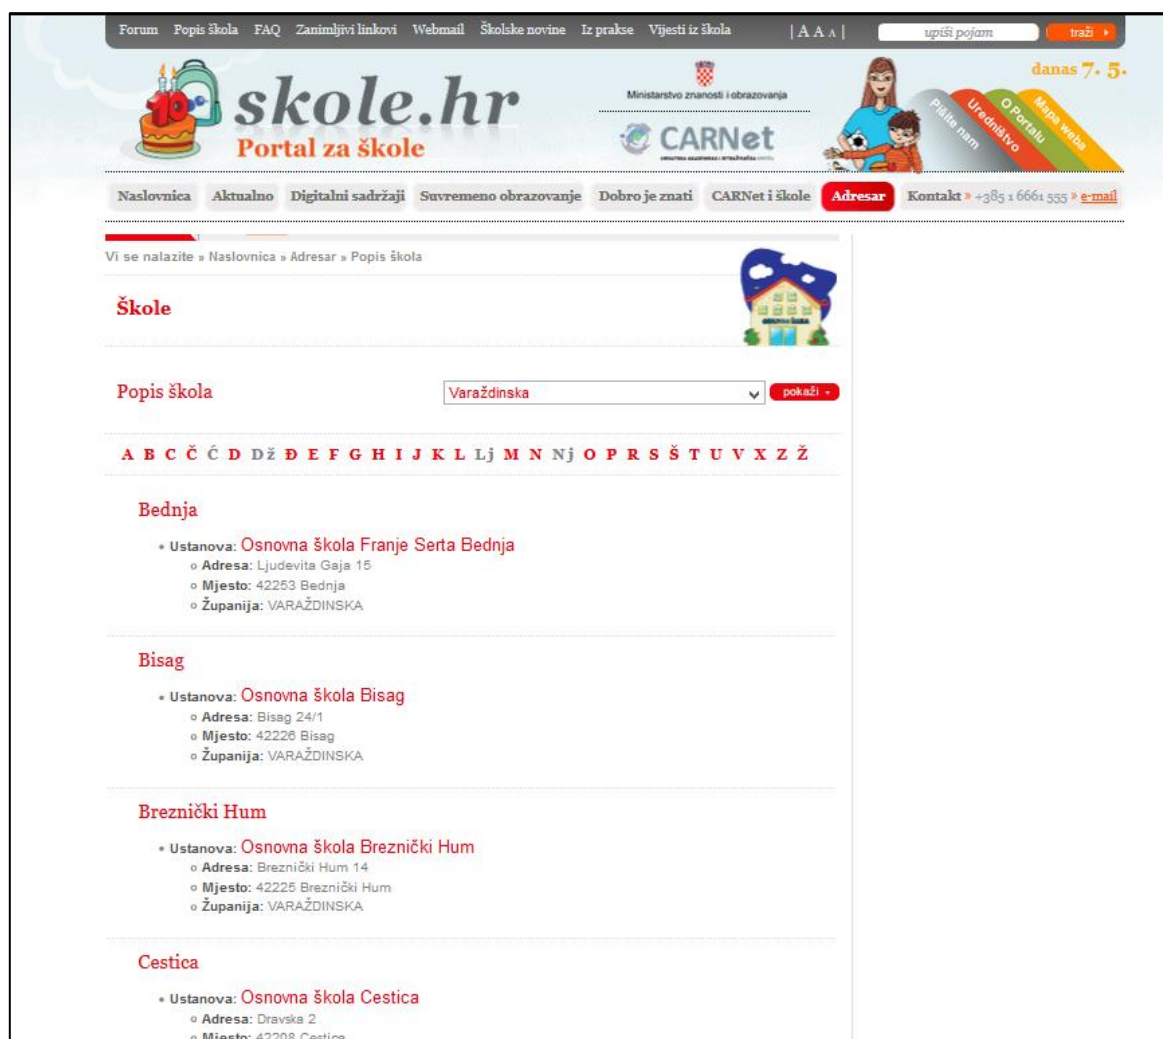 Forum Popis škola FAQ Zanimljivi linkovi Webmail Školske novine Iz prakse Vijesti iz škola | A A A | upiši pojam traži
danas 7. 5.
skole.hr
Portal za škole
Ministarstvo znanosti i obrazovanja
CARNet
Pišite nam
Uredništvo
O Portalu
Mapa weba
Naslovnica Aktualno Digitalni sadržaji Suvremeno obrazovanje Dobro je znati CARNet i škole Adresar Kontakt » +385 1 6661 555 » e-mail
Vi se nalazite » Naslovnica » Adresar » Popis škola
Škole
Popis škola Varaždinska pokaži
A B C Č Ć D Dž Đ E F G H I J K L Lj M N Nj O P R S Š T U V X Z Ž
Bednja
Ustanova: Osnovna škola Franje Serta Bednja
Adresa: Ljudevita Gaja 15
Mjesto: 42253 Bednja
Županija: VARAŽDINSKA
Bisag
Ustanova: Osnovna škola Bisag
Adresa: Bisag 24/1
Mjesto: 42226 Bisag
Županija: VARAŽDINSKA
Breznički Hum
Ustanova: Osnovna škola Breznički Hum
Adresa: Breznički Hum 14
Mjesto: 42225 Breznički Hum
Županija: VARAŽDINSKA
Cestica
Ustanova: Osnovna škola Cestica
Adresa: Dravska 2
Mjesto: 42208 Cestica